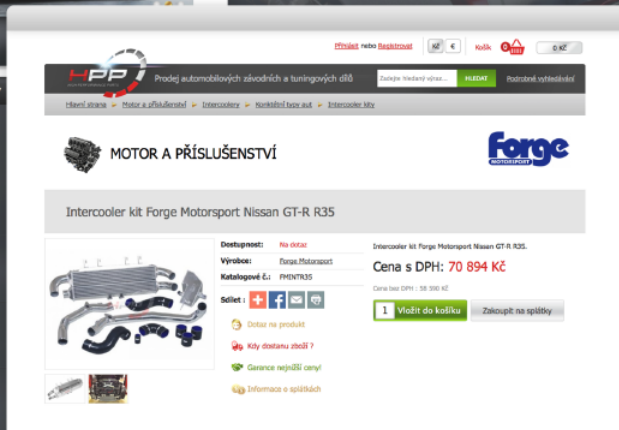 Přihlásit nebo Registrovat Kč € Košík 0 0 Kč
HPP
Prodej automobilových závodních a tuningových dílů Zadejte hledaný výraz... HLEDAT Podrobné vyhledávání
Hlavní strana Motor a příslušenství Intercoolery Konkrétní typy aut Intercooler kity
MOTOR A PŘÍSLUŠENSTVÍ
Forge
MOTORSPORT
Intercooler kit Forge Motorsport Nissan GT-R R35
Dostupnost: Na dotaz
Výrobce: Forge Motorsport
Katalogové č.: FMINTR35
Sdílet :
Dotaz na produkt
Kdy dostanu zboží ?
Garance nejnižší ceny!
Informace o splátkách
Intercooler kit Forge Motorsport Nissan GT-R R35.
Cena s DPH: 70 894 Kč
Cena bez DPH : 58 590 Kč
1 Vložit do košíku Zakoupit na splátky